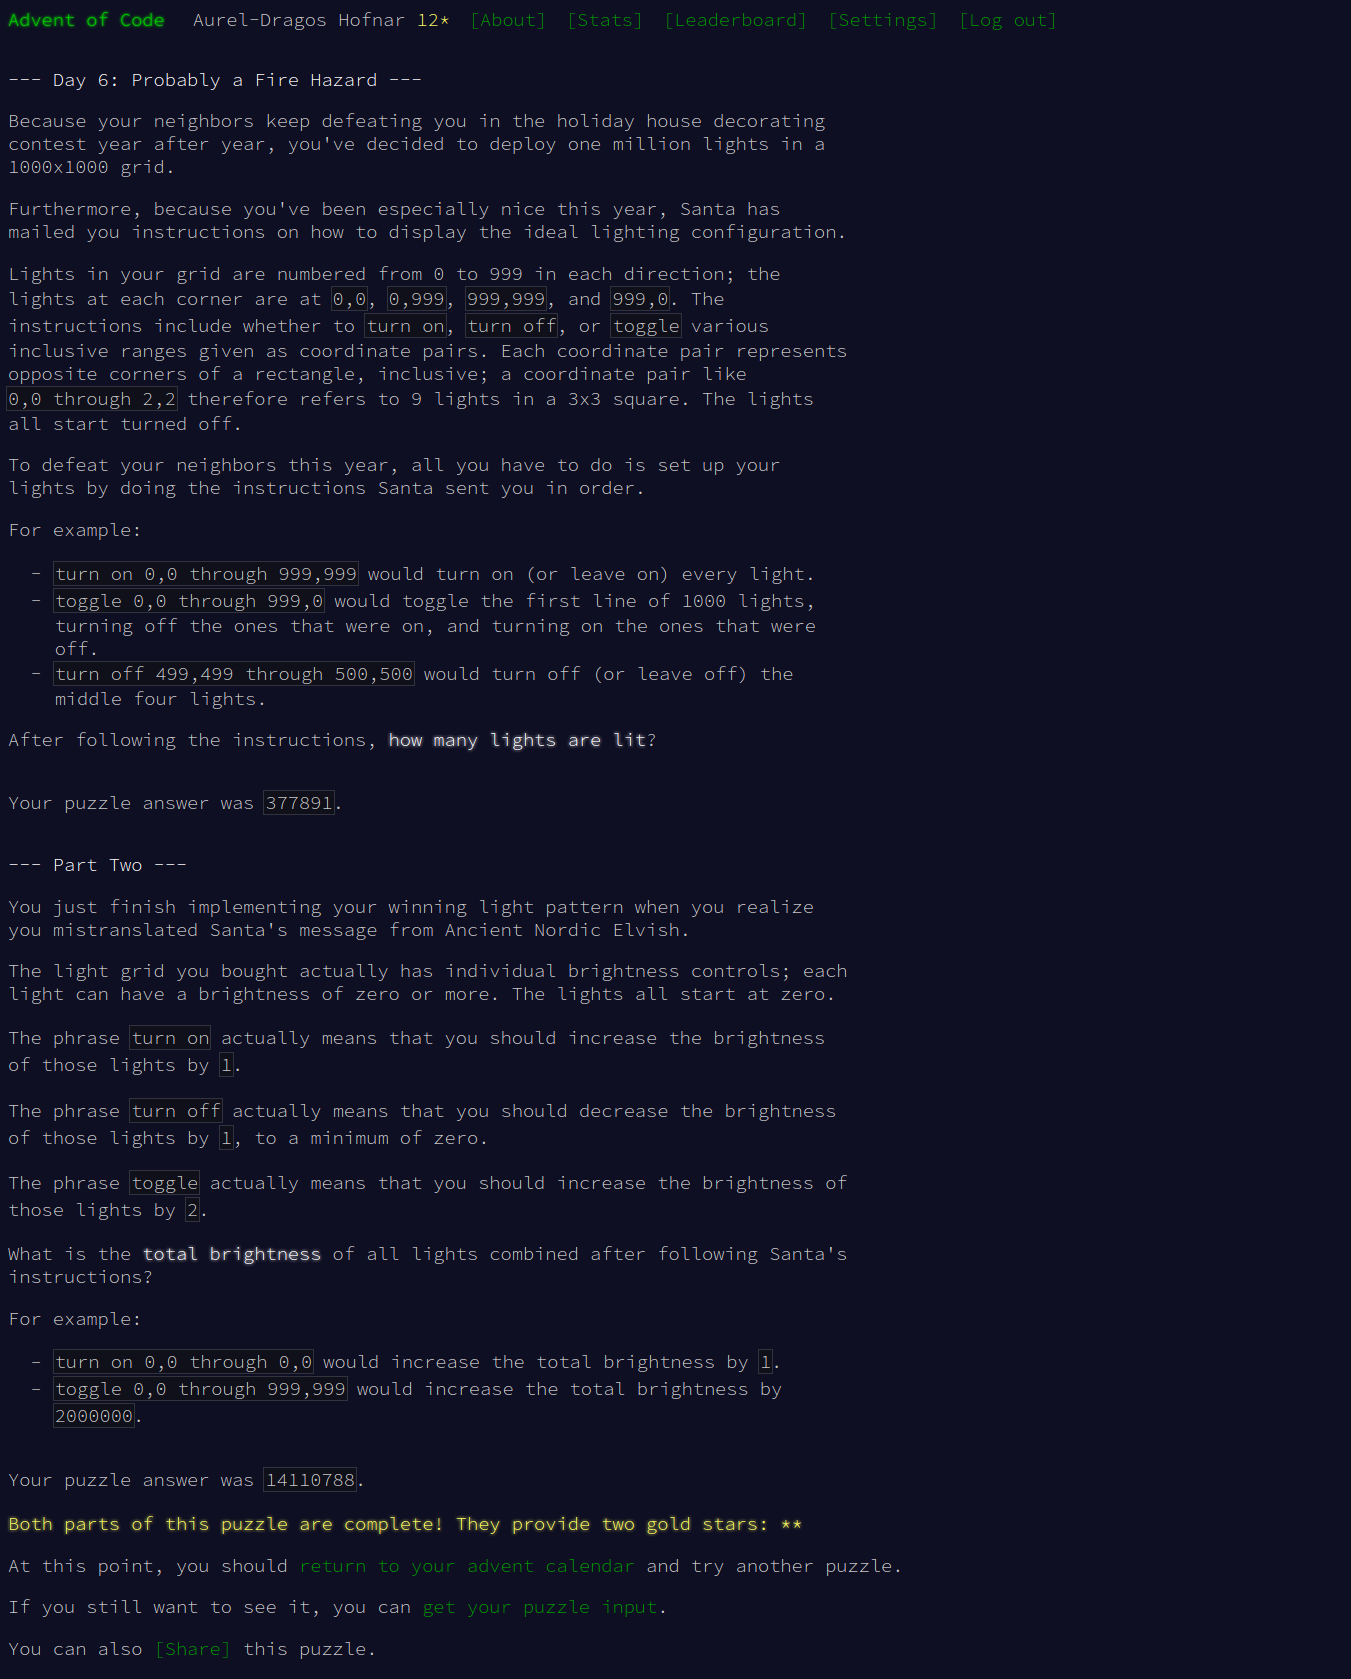 Advent of Code Aurel-Dragos Hofnar 12* [About] [Stats] [Leaderboard] [Settings] [Log out]
--- Day 6: Probably a Fire Hazard ---
Because your neighbors keep defeating you in the holiday house decorating
contest year after year, you've decided to deploy one million lights in a
1000x1000 grid.
Furthermore, because you've been especially nice this year, Santa has
mailed you instructions on how to display the ideal lighting configuration.
Lights in your grid are numbered from 0 to 999 in each direction; the
lights at each corner are at 0,0, 0,999, 999,999, and 999,0. The
instructions include whether to turn on, turn off, or toggle various
inclusive ranges given as coordinate pairs. Each coordinate pair represents
opposite corners of a rectangle, inclusive; a coordinate pair like
0,0 through 2,2 therefore refers to 9 lights in a 3x3 square. The lights
all start turned off.
To defeat your neighbors this year, all you have to do is set up your
lights by doing the instructions Santa sent you in order.
For example:
- turn on 0,0 through 999,999 would turn on (or leave on) every light.
- toggle 0,0 through 999,0 would toggle the first line of 1000 lights,
turning off the ones that were on, and turning on the ones that were
off.
- turn off 499,499 through 500,500 would turn off (or leave off) the
middle four lights.
After following the instructions, how many lights are lit?
Your puzzle answer was 377891.
--- Part Two ---
You just finish implementing your winning light pattern when you realize
you mistranslated Santa's message from Ancient Nordic Elvish.
The light grid you bought actually has individual brightness controls; each
light can have a brightness of zero or more. The lights all start at zero.
The phrase turn on actually means that you should increase the brightness
of those lights by 1.
The phrase turn off actually means that you should decrease the brightness
of those lights by 1, to a minimum of zero.
The phrase toggle actually means that you should increase the brightness of
those lights by 2.
What is the total brightness of all lights combined after following Santa's
instructions?
For example:
- turn on 0,0 through 0,0 would increase the total brightness by 1.
- toggle 0,0 through 999,999 would increase the total brightness by
2000000.
Your puzzle answer was 14110788.
Both parts of this puzzle are complete! They provide two gold stars: **
At this point, you should return to your advent calendar and try another puzzle.
If you still want to see it, you can get your puzzle input.
You can also [Share] this puzzle.